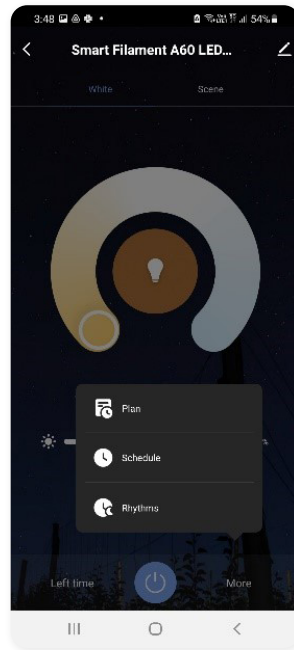 3:48 54%
Smart Filament A60 LED...
White Scene
Plan
Schedule
Rhythms
Left time More